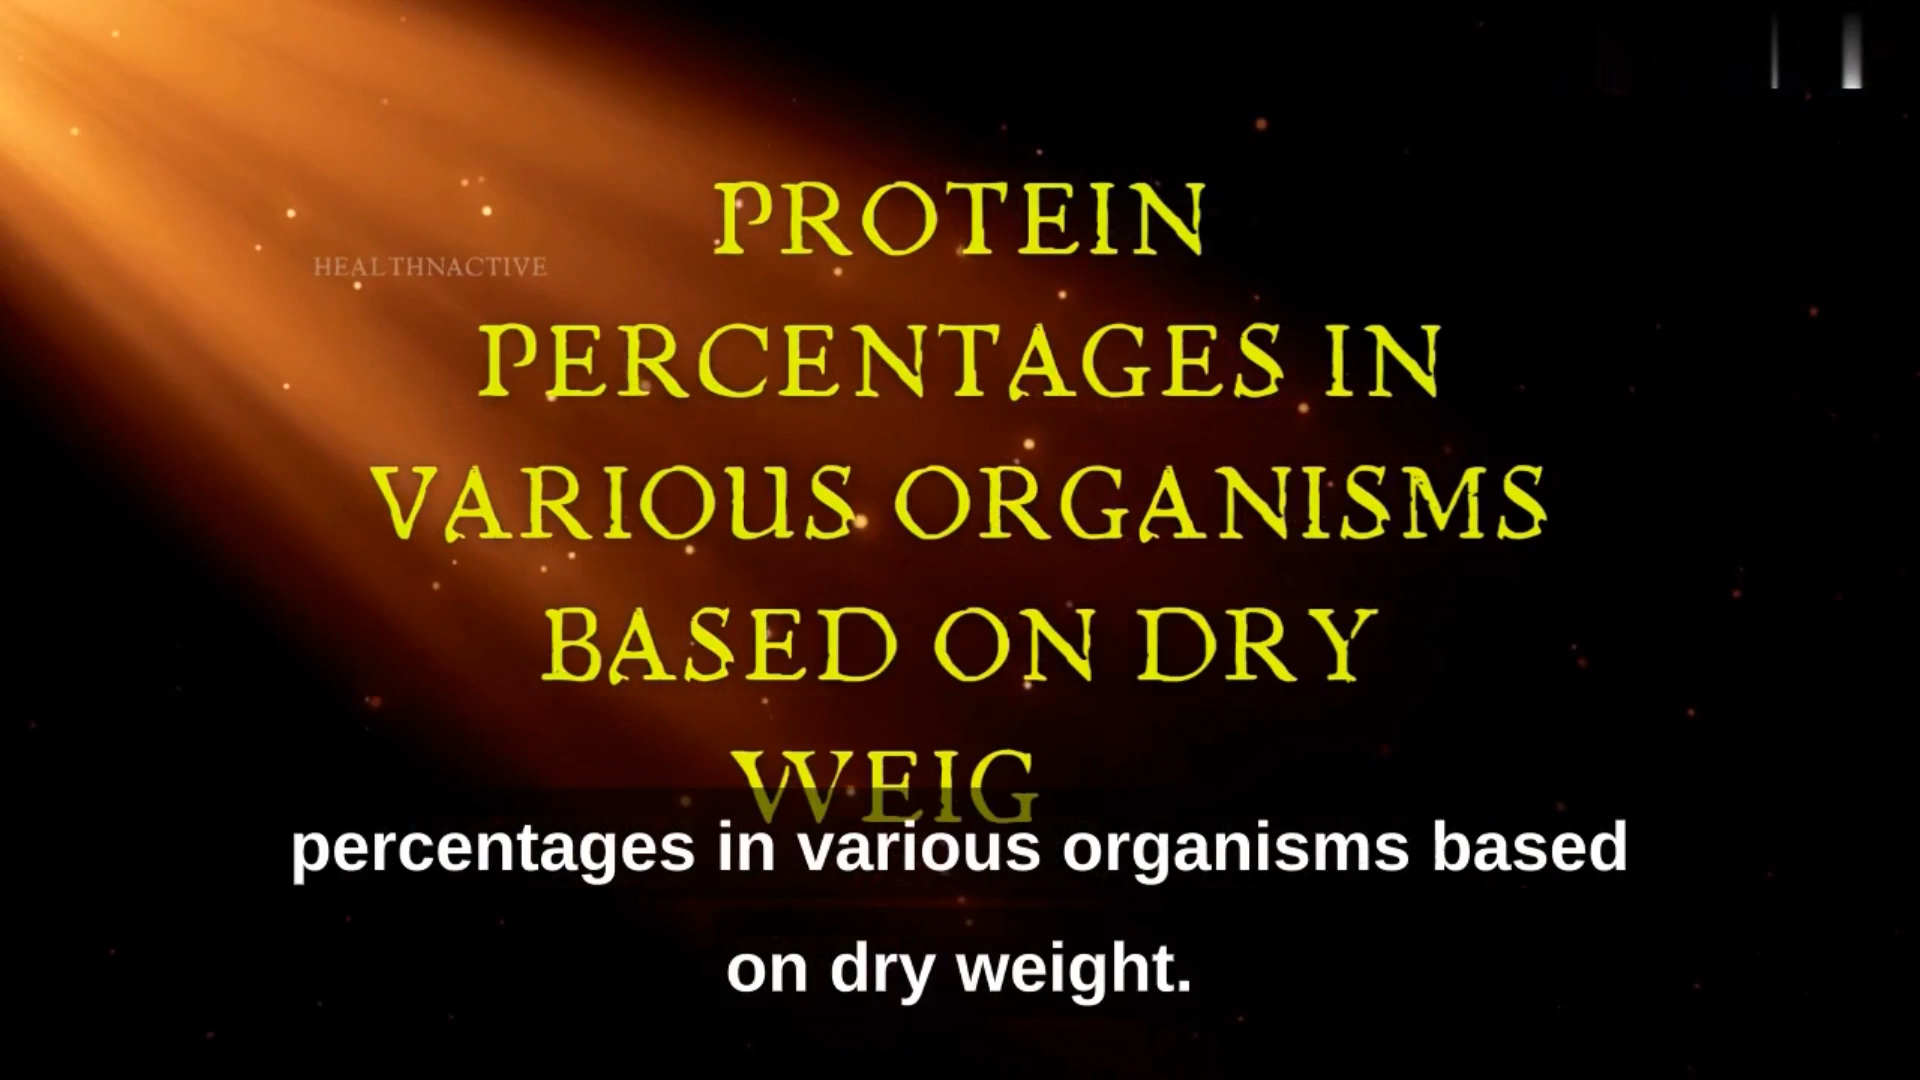 PROTEIN
HEALTHNACTIVE
PERCENTAGES IN
VARIOUS ORGANISMS
BASED ON DRY
WEIG
percentages in various organisms based
on dry weight.